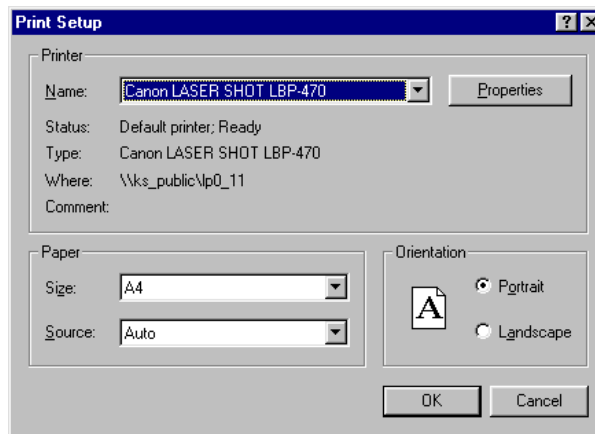 Print Setup
Printer
Name: Canon LASER SHOT LBP-470 Properties
Status: Default printer; Ready
Type: Canon LASER SHOT LBP-470
Where: \\ks_public\lp0_11
Comment:
Paper
Size: A4
Source: Auto
Orientation
A
Portrait
Landscape
OK Cancel